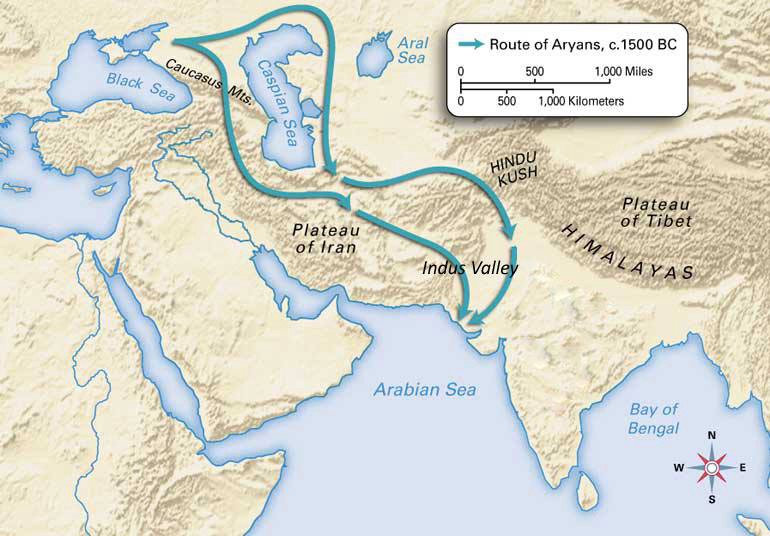 Route of Aryans, c.1500 BC
0 500 1,000 Miles
0 500 1,000 Kilometers
Aral
Sea
Black Sea
Caucasus Mts.
Caspian Sea
HINDU
KUSH
Plateau
of Tibet
HIMALAYAS
Plateau
of Iran
Indus Valley
Arabian Sea
Bay of
Bengal
N
W E
S